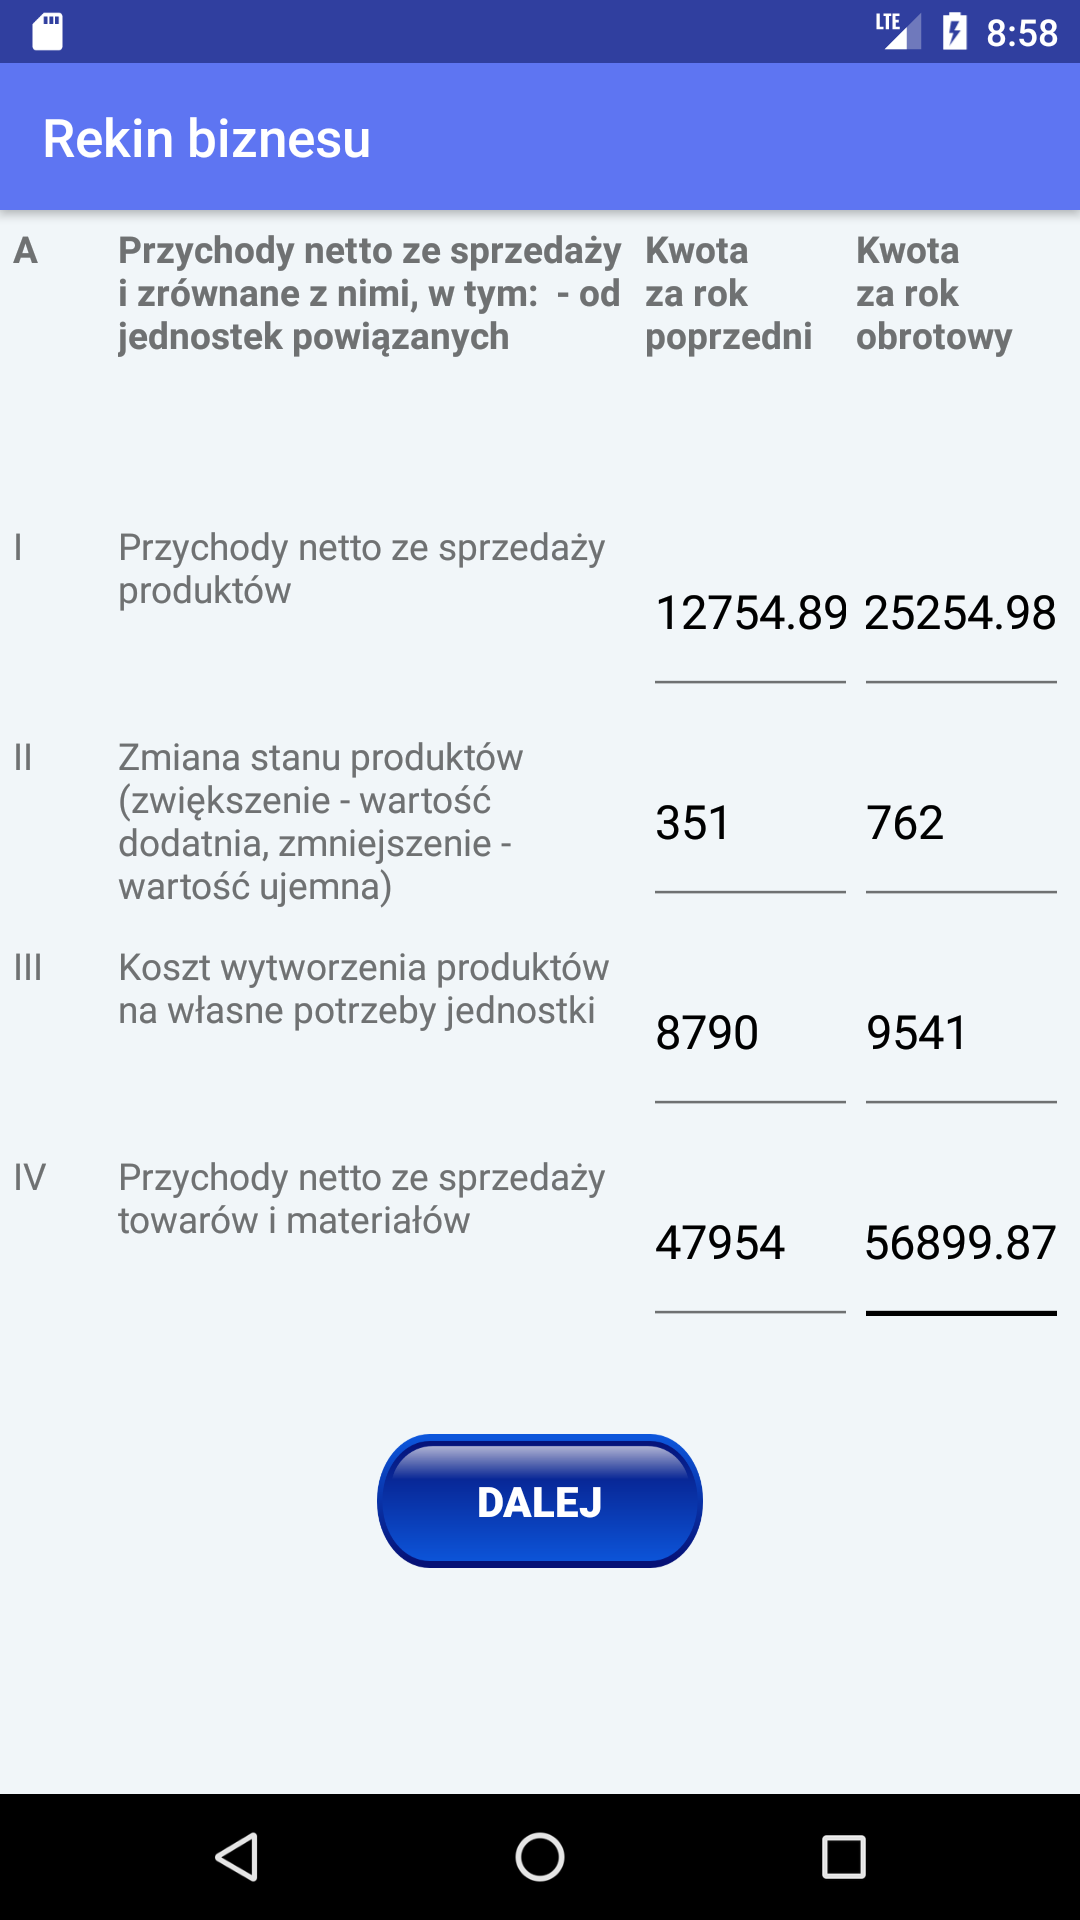 LTE 8:58
Rekin biznesu
A Przychody netto ze sprzedaży Kwota Kwota
i zrównane z nimi, w tym:  - od za rok za rok
jednostek powiązanych poprzedni obrotowy
I Przychody netto ze sprzedaży
produktów
12754.89 25254.98
II Zmiana stanu produktów
(zwiększenie - wartość
351 762
dodatnia, zmniejszenie -
wartość ujemna)
III Koszt wytworzenia produktów
na własne potrzeby jednostki
8790 9541
IV Przychody netto ze sprzedaży
towarów i materiałów
47954 56899.87
DALEJ